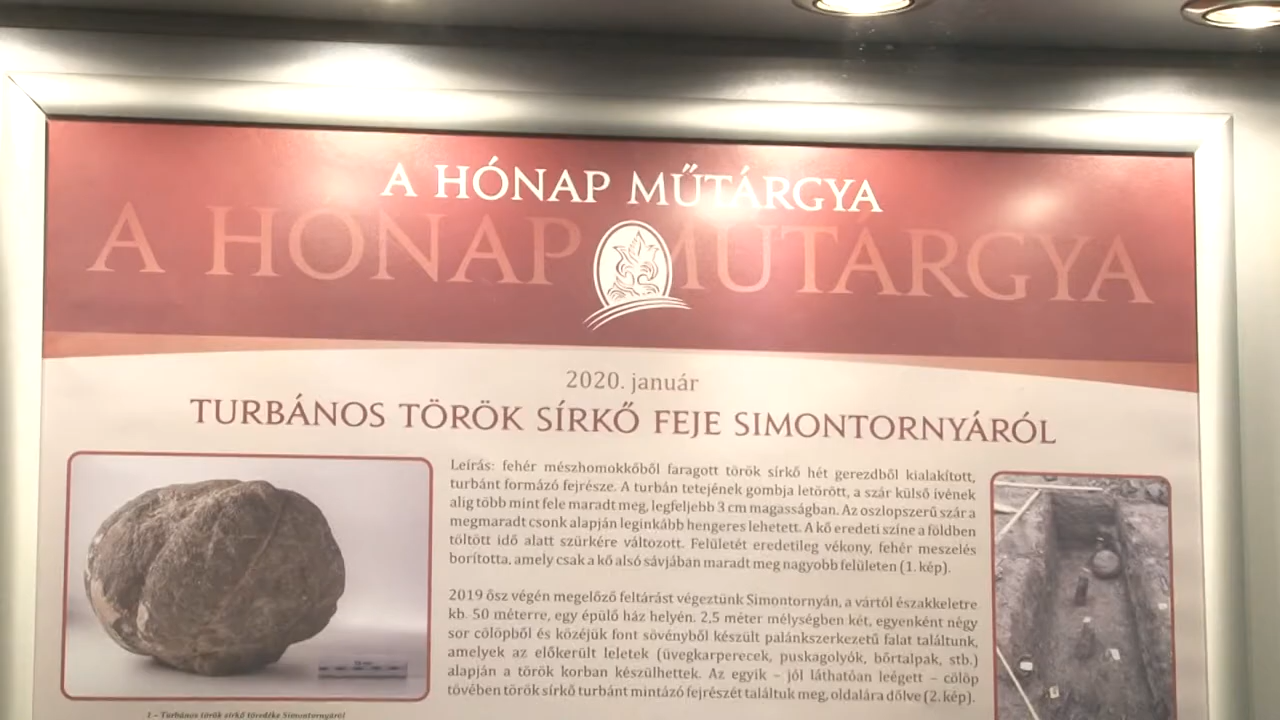 A HÓNAP MŰTÁRGYA
A HÓNAP MŰTÁRGYA
2020. január
TURBÁNOS TÖRÖK SÍRKŐ FEJE SIMONTORNYÁRÓL
Leírás: fehér mészhomokkőből faragott török sírkő hét gerezdből kialakított,
turbánt formázó fejrésze. A turbán tetejének gombja letörött, a szár külső ívének
alig több mint fele maradt meg, legfeljebb 3 cm magasságban. Az oszlopszerű szár a
megmaradt csonk alapján leginkább hengeres lehetett. A kő eredeti színe a földben
töltött idő alatt szürkére változott. Felületét eredetileg vékony, fehér meszelés
borította, amely csak a kő alsó sávjában maradt meg nagyobb felületen (1. kép).
2019 ősz végén megelőző feltárást végeztünk Simontornyán, a vártól északkeletre
kb. 50 méterre, egy épülő ház helyén. 2,5 méter mélységben két, egyenként négy
sor cölöpből és közéjük font sövényből készült palánkszerkezetű falat találtunk,
amelyek az előkerült leletek (üvegkarperecek, puskagolyók, bőrtalpak, stb.)
alapján a török korban készülhettek. Az egyik – jól láthatóan leégett – cölöp
tövében török sírkő turbánt mintázó fejrészét találtuk meg, oldalára dőlve (2. kép).
1 – Turbános török sírkő töredéke Simontornyáról